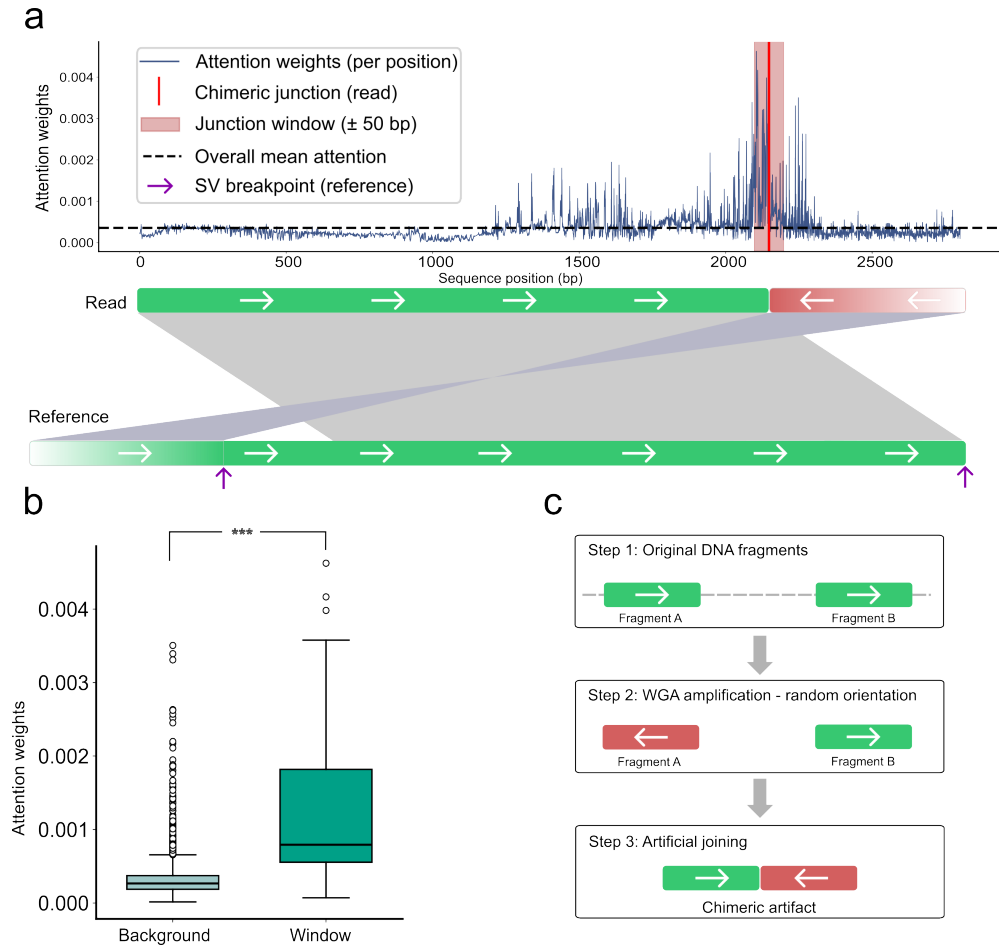 a
Attention weights
0.004
0.003
0.002
0.001
0.000
Attention weights (per position)
Chimeric junction (read)
Junction window (± 50 bp)
Overall mean attention
SV breakpoint (reference)
0 500 1000 1500 2000 2500
Sequence position (bp)
Read
Reference
b
***
Attention weights
0.004
0.003
0.002
0.001
0.000
Background Window
c
Step 1: Original DNA fragments
Fragment A Fragment B
Step 2: WGA amplification - random orientation
Fragment A Fragment B
Step 3: Artificial joining
Chimeric artifact